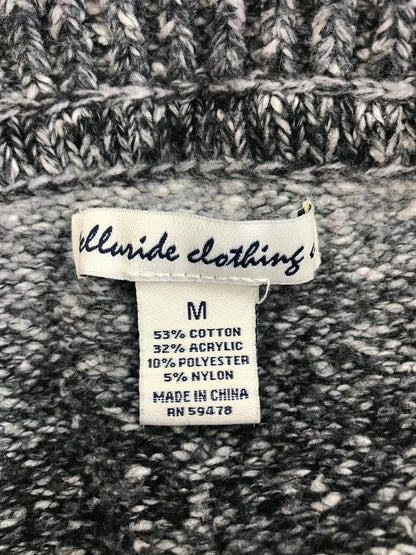 elluride clothing
M
53% COTTON
32% ACRYLIC
10% POLYESTER
5% NYLON
MADE IN CHINA
RN 59478